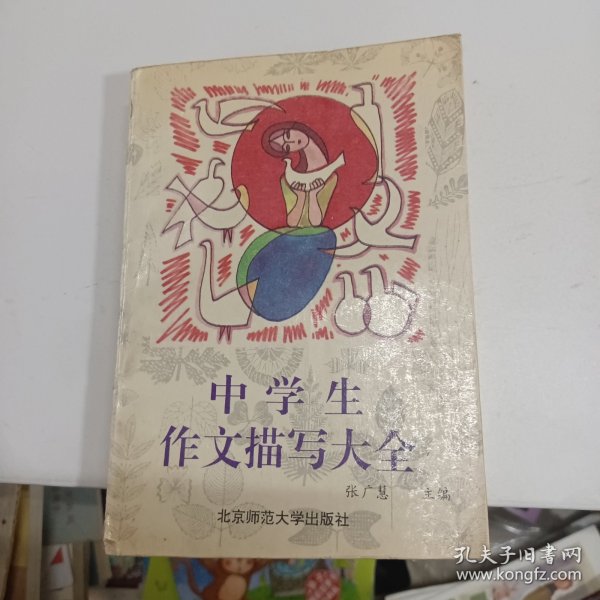 中学生
作文描写大全
张广慧 主编
北京师范大学出版社
孔夫子旧书网
www.kongfz.com